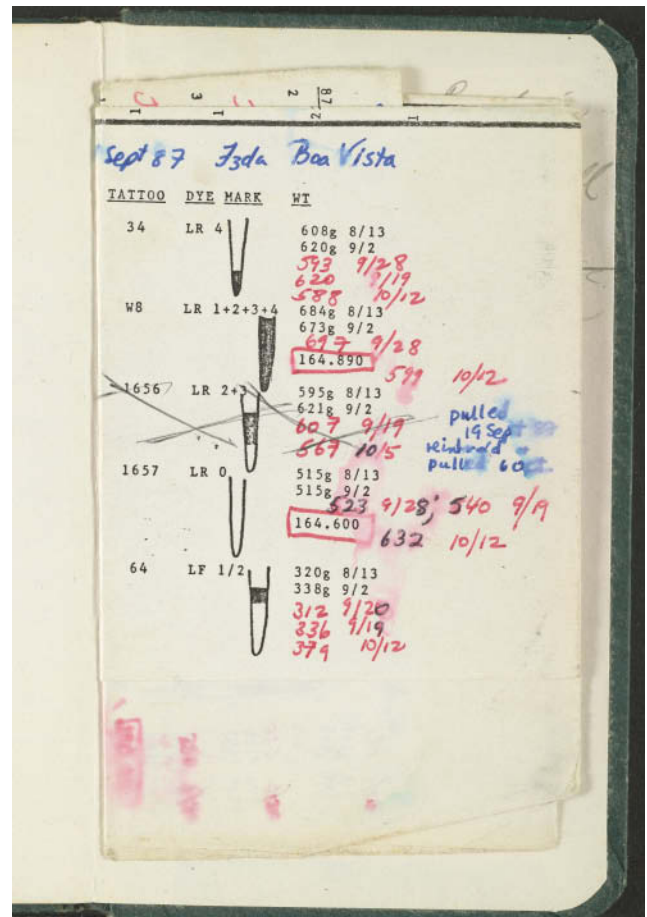 Sept 87 Fzda Boa Vista
TATTOO DYE MARK WT
34 LR 4 608g 8/13
620g 9/2
593 9/28
620 9/19
588 10/12
W8 LR 1+2+3+4 684g 8/13
673g 9/2
697 9/28
164.890
599 10/12
1656 LR 2+3 595g 8/13
621g 9/2
607 9/19
567 10/5
pulled
19 Sept
reintrod
pulled 6 Oct
1657 LR 0 515g 8/13
515g 9/2
523 9/28; 540 9/19
164.600
632 10/12
64 LF 1/2 320g 8/13
338g 9/2
312 9/20
336 9/19
379 10/12